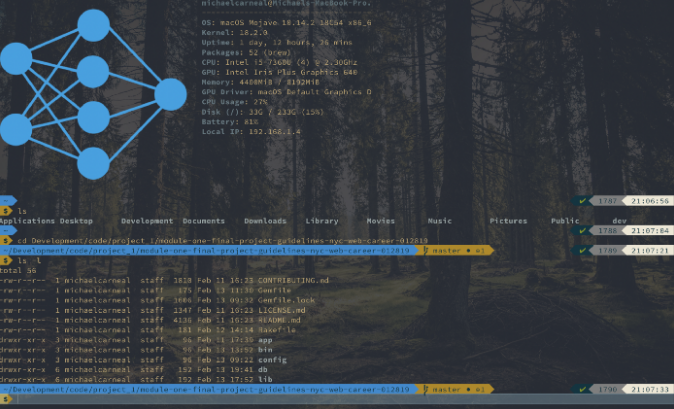 michaelcarneal@Michaels-MacBook-Pro.
OS: macOS Mojave 10.14.2 18C54 x86_6
Kernel: 18.2.0
Uptime: 1 day, 12 hours, 26 mins
Packages: 52 (brew)
CPU: Intel i5-7360U (4) @ 2.30GHz
GPU: Intel Iris Plus Graphics 640
Memory: 4408MiB / 8192MiB
GPU Driver: macOS Default Graphics D
CPU Usage: 27%
Disk (/): 33G / 233G (15%)
Battery: 81%
Local IP: 192.168.1.4
~ ✔ 1787 21:06:56
$ ls
Applications Desktop Development Documents Downloads Library Movies Music Pictures Public dev
~ ✔ 1788 21:07:04
$ cd Development/code/project_1/module-one-final-project-guidelines-nyc-web-career-012819
~/Development/code/project_1/module-one-final-project-guidelines-nyc-web-career-012819 master ✔ 1789 21:07:21
$ ls -l
total 56
-rw-r--r-- 1 michaelcarneal staff 1810 Feb 11 16:23 CONTRIBUTING.md
-rw-r--r-- 1 michaelcarneal staff 175 Feb 13 11:38 Gemfile
-rw-r--r-- 1 michaelcarneal staff 1606 Feb 13 09:32 Gemfile.lock
-rw-r--r-- 1 michaelcarneal staff 1347 Feb 11 16:23 LICENSE.md
-rw-r--r-- 1 michaelcarneal staff 4136 Feb 11 16:23 README.md
-rw-r--r-- 1 michaelcarneal staff 181 Feb 12 14:14 Rakefile
drwxr-xr-x 3 michaelcarneal staff 96 Feb 11 17:35 app
drwxr-xr-x 3 michaelcarneal staff 96 Feb 13 13:52 bin
drwxr-xr-x 3 michaelcarneal staff 96 Feb 13 09:22 config
drwxr-xr-x 6 michaelcarneal staff 192 Feb 13 19:41 db
drwxr-xr-x 6 michaelcarneal staff 192 Feb 13 17:52 lib
~/Development/code/project_1/module-one-final-project-guidelines-nyc-web-career-012819 master ✔ 1790 21:07:33
$